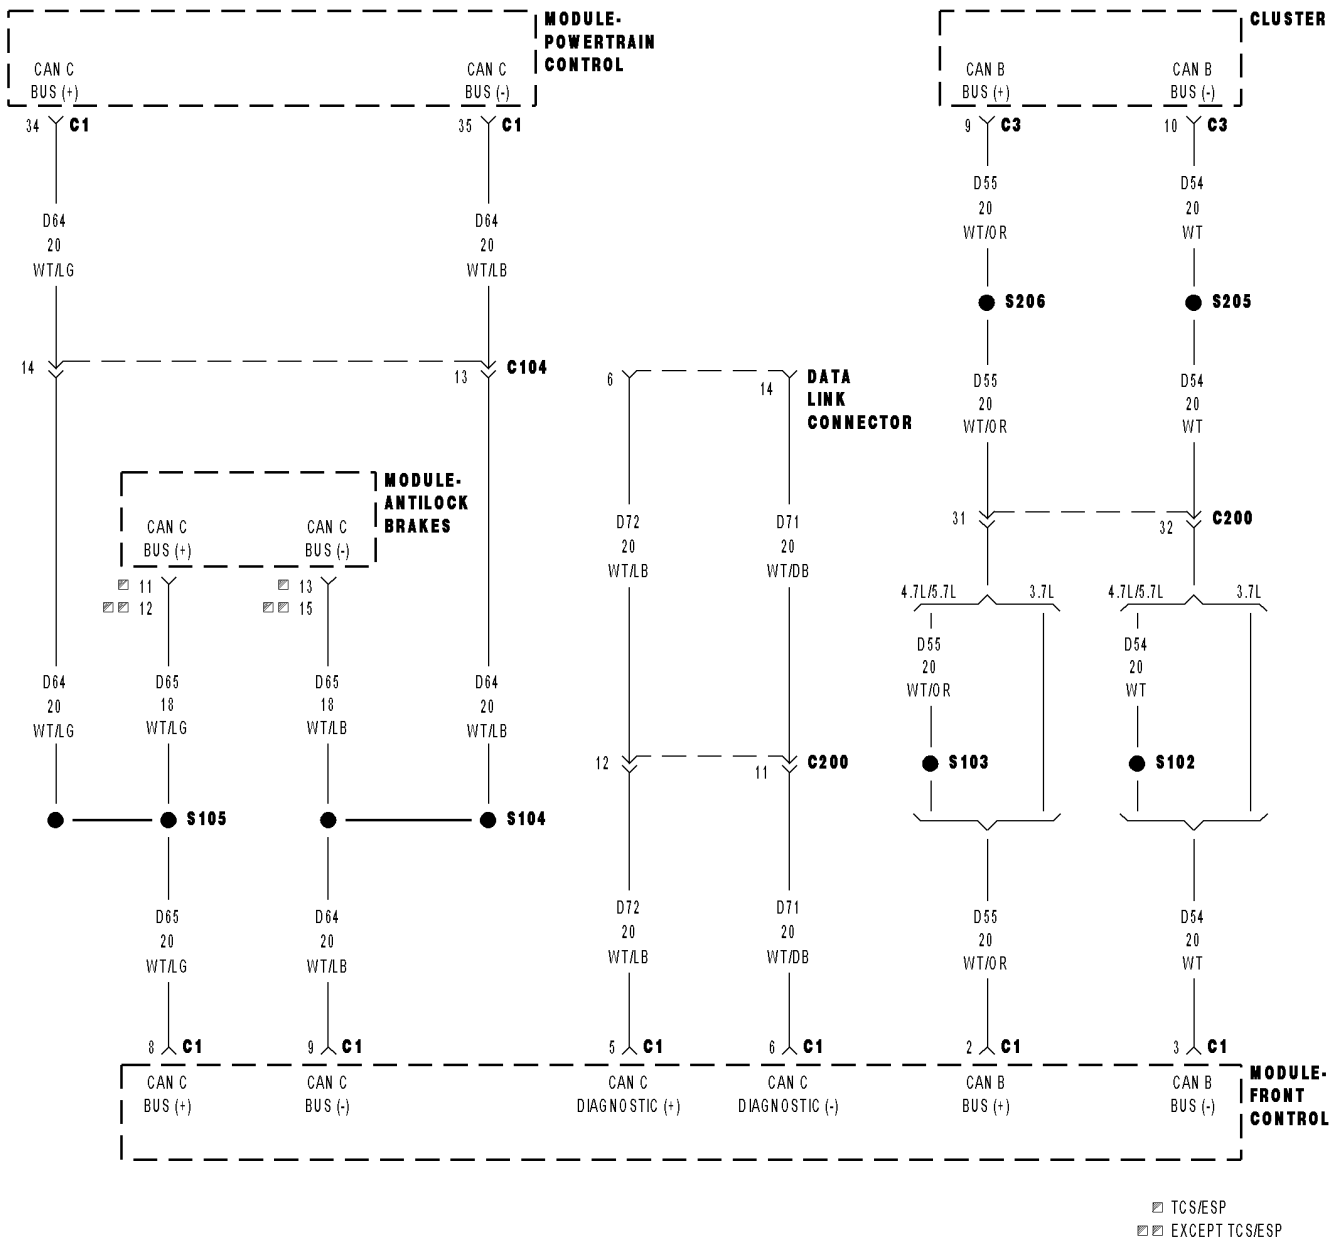 MODULE-
POWERTRAIN
CONTROL
CAN C
BUS (+)
CAN C
BUS (-)
34 C1
35 C1
CLUSTER
CAN B
BUS (+)
CAN B
BUS (-)
9 C3
10 C3
D64
20
WT/LG
D64
20
WT/LB
D55
20
WT/OR
D54
20
WT
S206
S205
14
13
C104
6
14
DATA
LINK
CONNECTOR
D55
20
WT/OR
D54
20
WT
MODULE-
ANTILOCK
BRAKES
CAN C
BUS (+)
CAN C
BUS (-)
11
12
13
15
D72
20
WT/LB
D71
20
WT/DB
31
32
C200
4.7L/5.7L
3.7L
4.7L/5.7L
3.7L
D55
20
WT/OR
D54
20
WT
D64
20
WT/LG
D65
18
WT/LG
D65
18
WT/LB
D64
20
WT/LB
12
11
C200
S103
S102
S105
S104
D65
20
WT/LG
D64
20
WT/LB
D72
20
WT/LB
D71
20
WT/DB
D55
20
WT/OR
D54
20
WT
8 C1
9 C1
5 C1
6 C1
2 C1
3 C1
CAN C
BUS (+)
CAN C
BUS (-)
CAN C
DIAGNOSTIC (+)
CAN C
DIAGNOSTIC (-)
CAN B
BUS (+)
CAN B
BUS (-)
MODULE-
FRONT
CONTROL
TCS/ESP
EXCEPT TCS/ESP